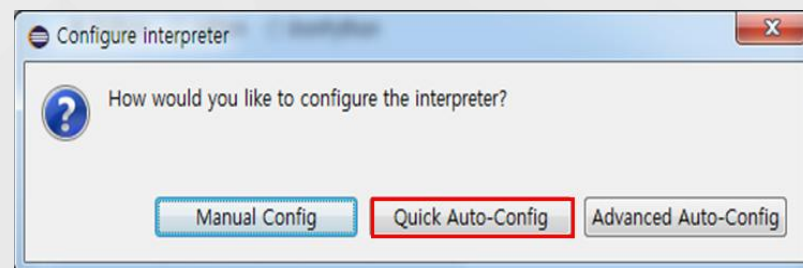 Configure interpreter
How would you like to configure the interpreter?
Manual Config
Quick Auto-Config
Advanced Auto-Config